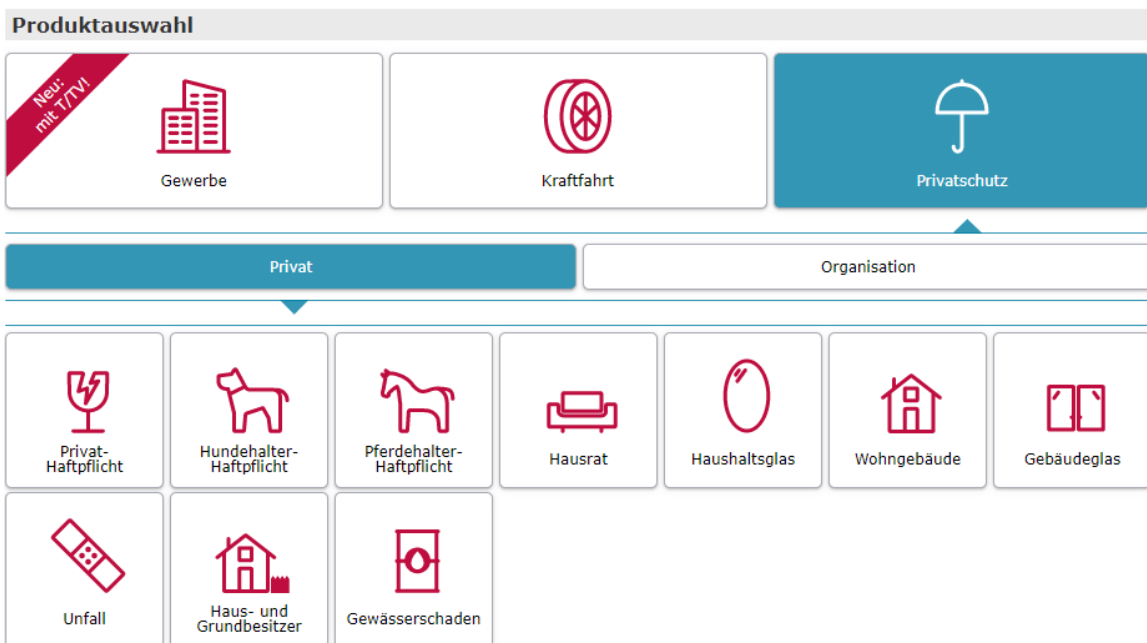 Produktauswahl
Neu:
mit T/TV!
Gewerbe
Kraftfahrt
Privatschutz
Privat
Organisation
Privat-
Haftpflicht
Hundehalter-
Haftpflicht
Pferdehalter-
Haftpflicht
Hausrat
Haushaltsglas
Wohngebäude
Gebäudeglas
Unfall
Haus- und
Grundbesitzer
Gewässerschaden